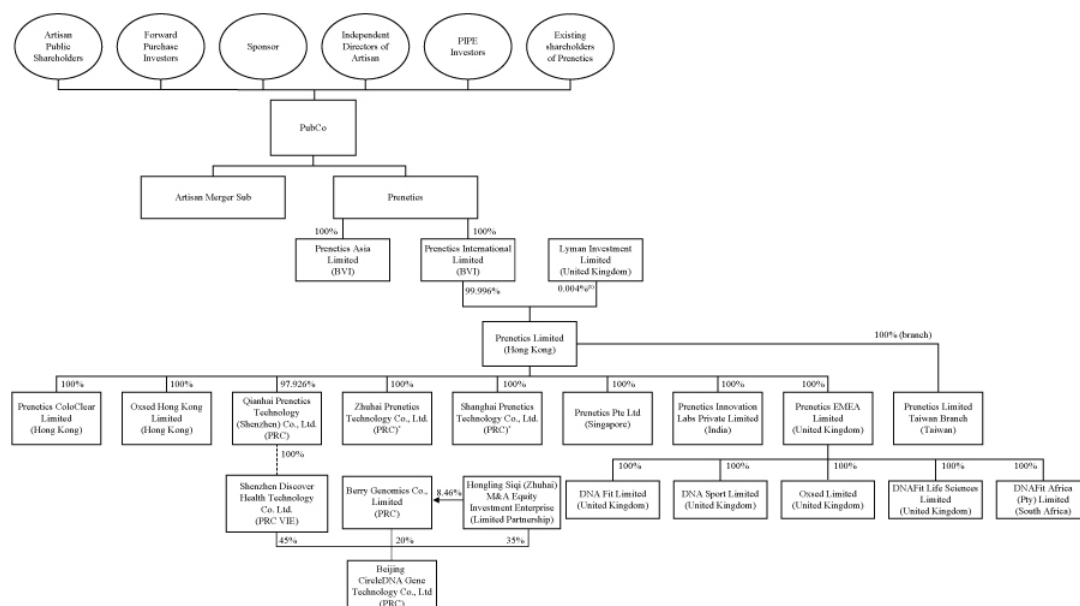 Artisan
Public
Shareholders
Forward
Purchase
Investors
Sponsor
Independent
Directors of
Artisan
PIPE
Investors
Existing
shareholders
of Prenetics
PubCo
Artisan Merger Sub
Prenetics
100%
100%
Prenetics Asia
Limited
(BVI)
Prenetics International
Limited
(BVI)
Lyman Investment
Limited
(United Kingdom)
99.996%
0.004%
Prenetics Limited
(Hong Kong)
100% (branch)
100%
100%
97.926%
100%
100%
100%
100%
100%
Prenetics ColoClear
Limited
(Hong Kong)
Oxsed Hong Kong
Limited
(Hong Kong)
Qianhai Prenetics
Technology
(Shenzhen) Co., Ltd.
(PRC)
Zhuhai Prenetics
Technology Co., Ltd.
(PRC)*
Shanghai Prenetics
Technology Co., Ltd.
(PRC)*
Prenetics Pte Ltd
(Singapore)
Prenetics Innovation
Labs Private Limited
(India)
Prenetics EMEA
Limited
(United Kingdom)
Prenetics Limited
Taiwan Branch
(Taiwan)
100%
100%
100%
100%
100%
100%
Shenzhen Discover
Health Technology
Co. Ltd.
(PRC VIE)
Berry Genomics Co.,
Limited
(PRC)
8.46%
Hongling Siqi (Zhuhai)
M&A Equity
Investment Enterprise
(Limited Partnership)
DNA Fit Limited
(United Kingdom)
DNA Sport Limited
(United Kingdom)
Oxsed Limited
(United Kingdom)
DNAFit Life Sciences
Limited
(United Kingdom)
DNAFit Africa
(Pty) Limited
(South Africa)
45%
20%
35%
Beijing
CircleDNA Gene
Technology Co., Ltd
(PRC)